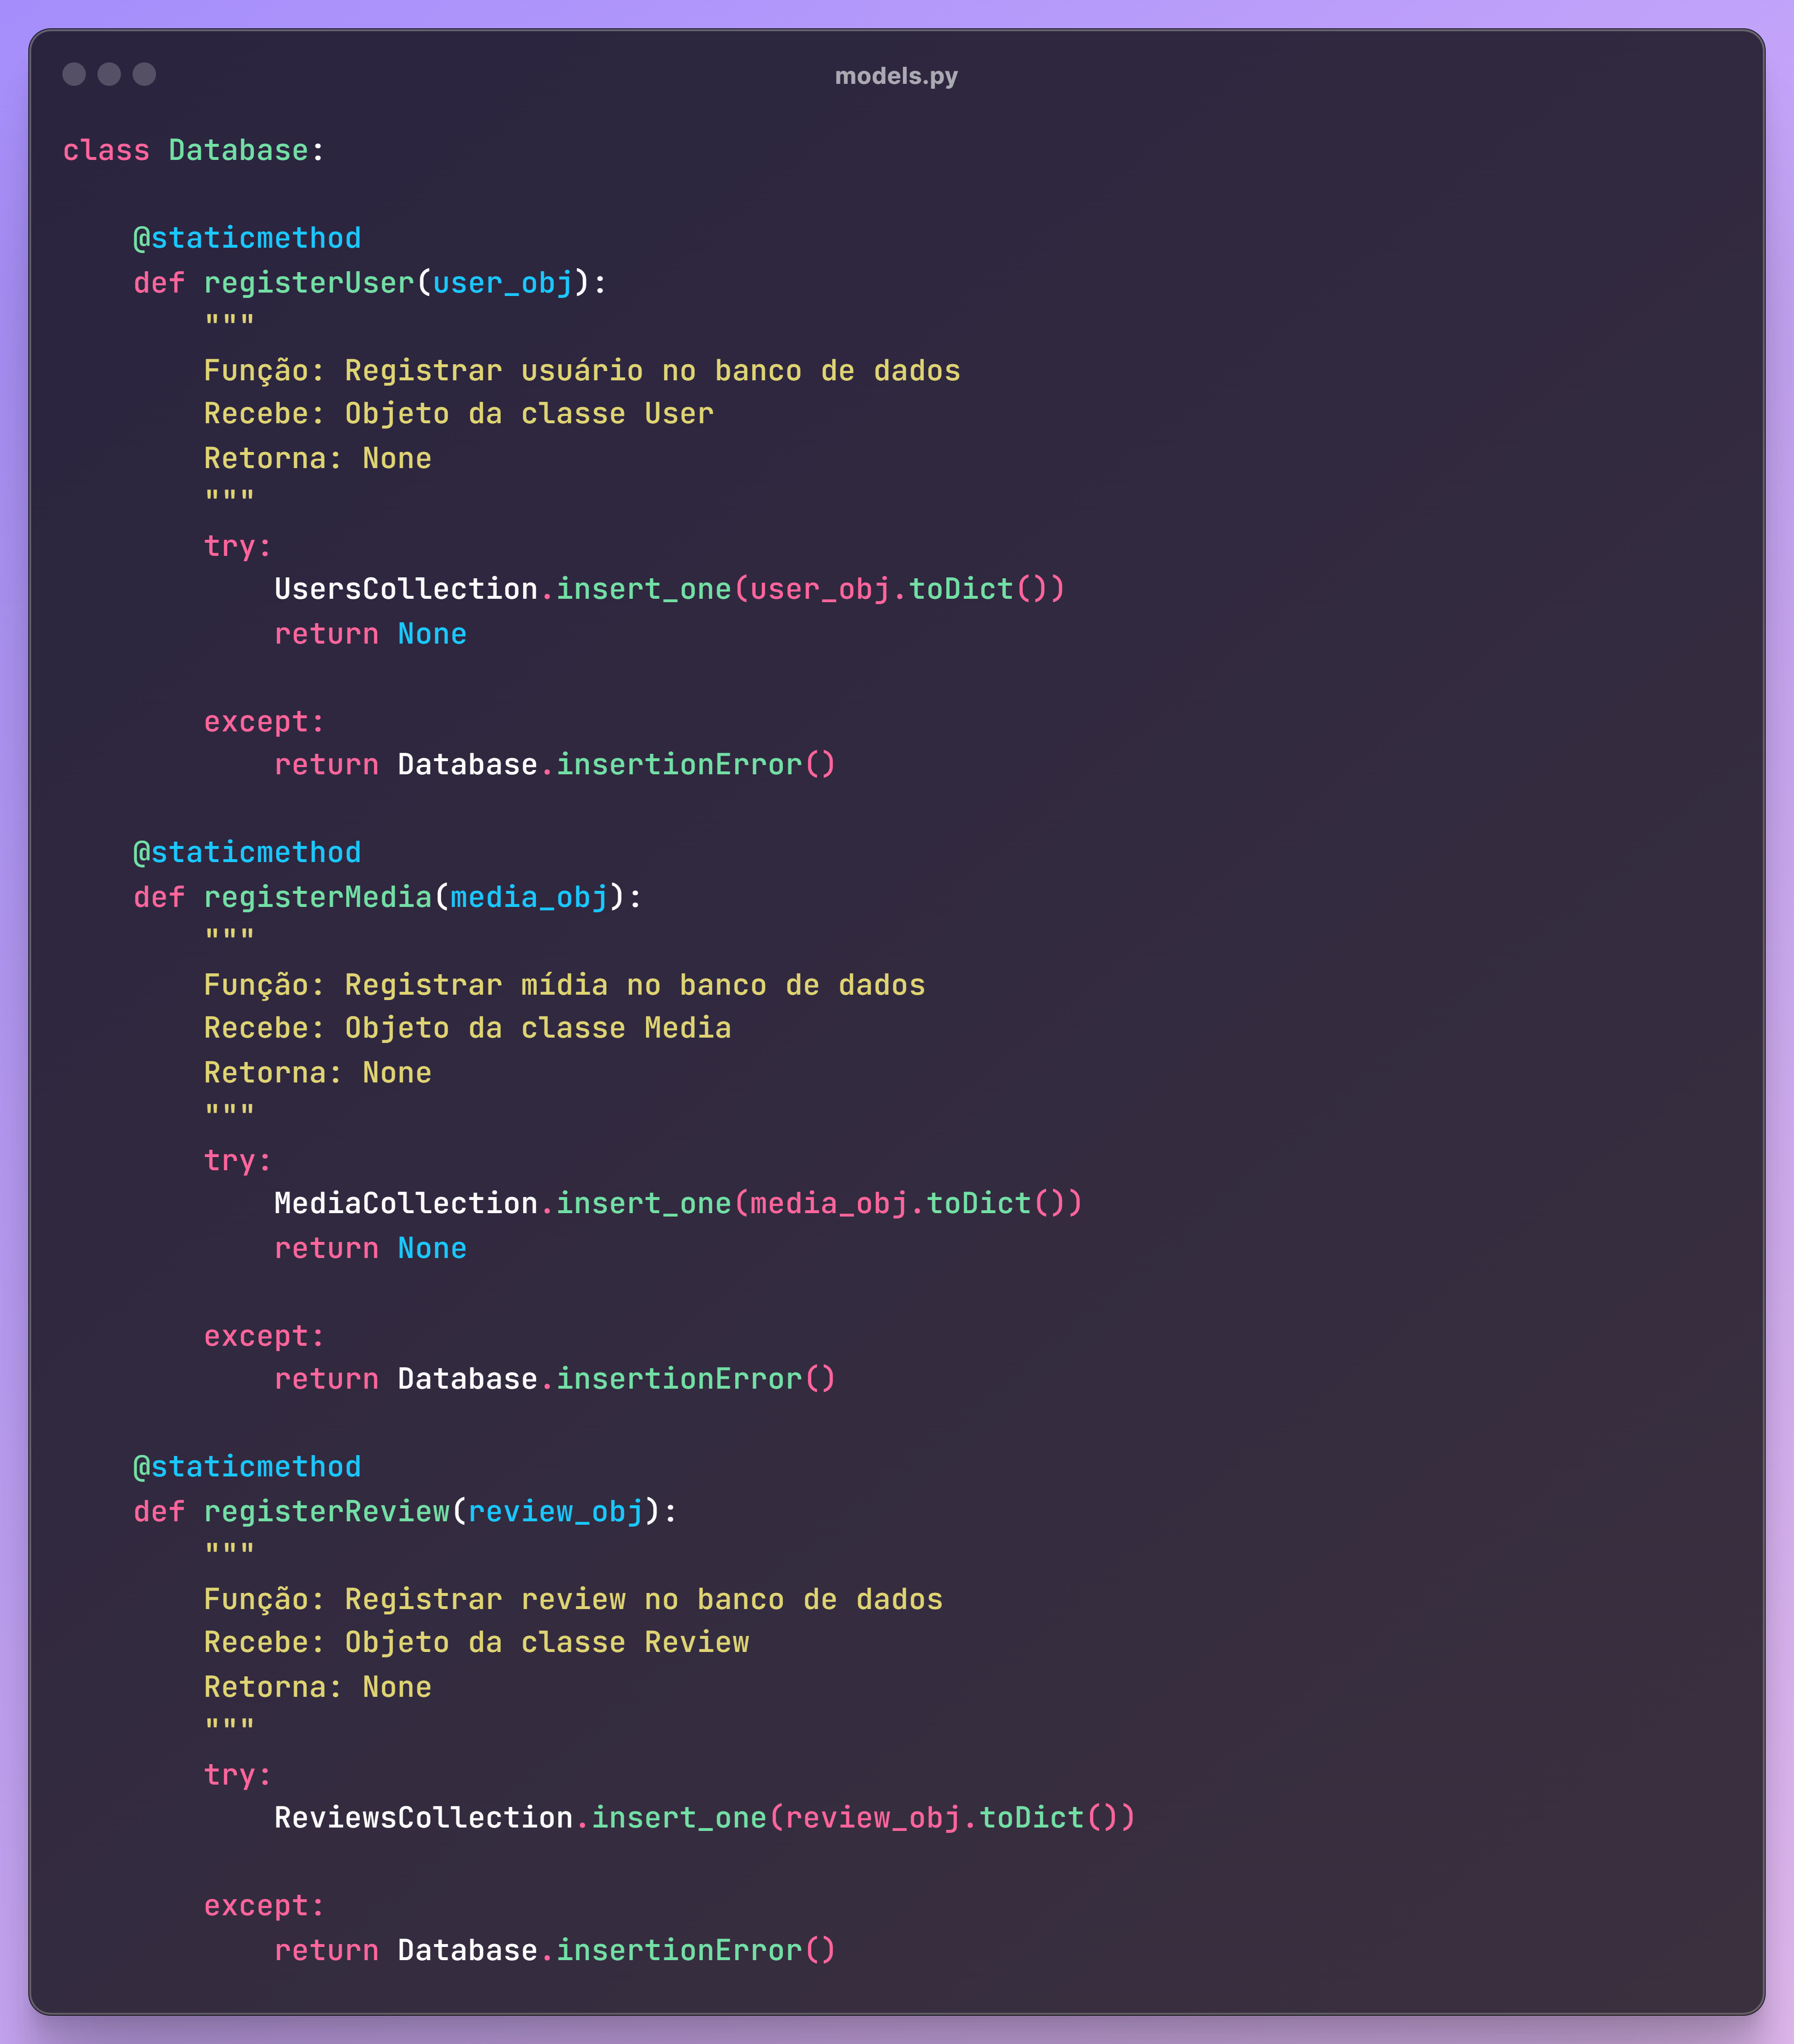 models.py
class Database:
    @staticmethod
    def registerUser(user_obj):
        """
        Função: Registrar usuário no banco de dados
        Recebe: Objeto da classe User
        Retorna: None
        """
        try:
            UsersCollection.insert_one(user_obj.toDict())
            return None
        except:
            return Database.insertionError()
    @staticmethod
    def registerMedia(media_obj):
        """
        Função: Registrar mídia no banco de dados
        Recebe: Objeto da classe Media
        Retorna: None
        """
        try:
            MediaCollection.insert_one(media_obj.toDict())
            return None
        except:
            return Database.insertionError()
    @staticmethod
    def registerReview(review_obj):
        """
        Função: Registrar review no banco de dados
        Recebe: Objeto da classe Review
        Retorna: None
        """
        try:
            ReviewsCollection.insert_one(review_obj.toDict())
        except:
            return Database.insertionError()